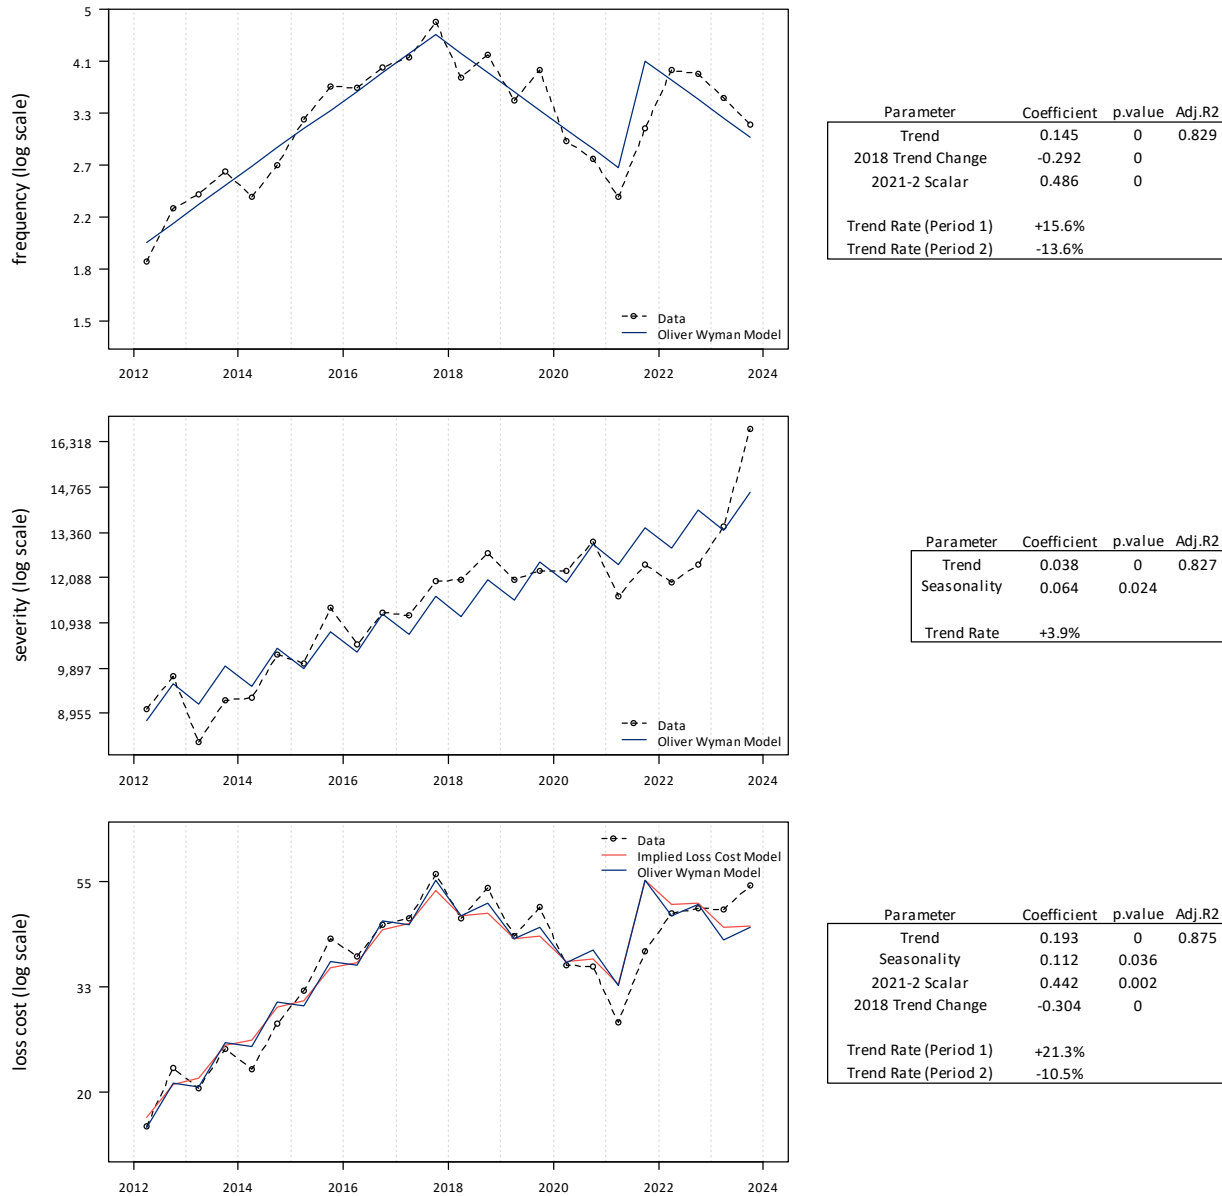 frequency (log scale)
5
4.1
3.3
2.7
2.2
1.8
1.5
Data
Oliver Wyman Model
2012 2014 2016 2018 2020 2022 2024
Parameter Coefficient p.value Adj.R2
Trend 0.145 0 0.829
2018 Trend Change -0.292 0
2021-2 Scalar 0.486 0
Trend Rate (Period 1) +15.6%
Trend Rate (Period 2) -13.6%
severity (log scale)
16,318
14,765
13,360
12,088
10,938
9,897
8,955
Data
Oliver Wyman Model
2012 2014 2016 2018 2020 2022 2024
Parameter Coefficient p.value Adj.R2
Trend 0.038 0 0.827
Seasonality 0.064 0.024
Trend Rate +3.9%
loss cost (log scale)
55
33
20
Data
Implied Loss Cost Model
Oliver Wyman Model
2012 2014 2016 2018 2020 2022 2024
Parameter Coefficient p.value Adj.R2
Trend 0.193 0 0.875
Seasonality 0.112 0.036
2021-2 Scalar 0.442 0.002
2018 Trend Change -0.304 0
Trend Rate (Period 1) +21.3%
Trend Rate (Period 2) -10.5%